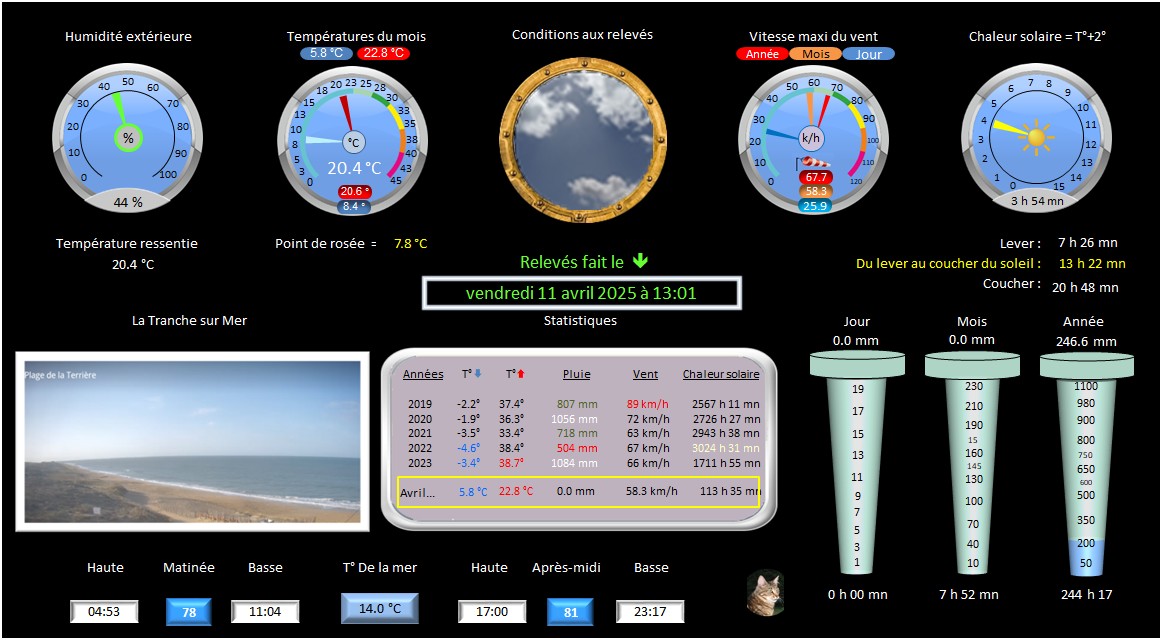 Humidité extérieure
Températures du mois
5.8 °C 22.8 °C
Conditions aux relevés
Vitesse maxi du vent
Année Mois Jour
Chaleur solaire = T°+2°
0 10 20 30 40 50 60 70 80 90 100
%
44 %
0 3 5 8 10 13 18 20 23 25 28 30 33 35 38 40 43 45
°C
20.4 °C
20.6 °
8.4 °
0 10 20 30 40 50 60 70 80 90 100 110 120
k/h
67.7
58.3
25.9
0 1 2 3 4 5 6 7 8 9 10 11 12 13 14 15
3 h 54 mn
Température ressentie
20.4 °C
Point de rosée = 7.8 °C
Relevés fait le
vendredi 11 avril 2025 à 13:01
Lever : 7 h 26 mn
Du lever au coucher du soleil : 13 h 22 mn
Coucher : 20 h 48 mn
La Tranche sur Mer
Plage de la Terrière
Statistiques
Années T° T° Pluie Vent Chaleur solaire
2019 -2.2° 37.4° 807 mm 89 km/h 2567 h 11 mn
2020 -1.9° 36.3° 1056 mm 72 km/h 2726 h 27 mn
2021 -3.5° 33.4° 718 mm 63 km/h 2943 h 38 mn
2022 -4.6° 38.4° 504 mm 67 km/h 3024 h 31 mn
2023 -3.4° 38.7° 1084 mm 66 km/h 1711 h 55 mn
Avril... 5.8 °C 22.8 °C 0.0 mm 58.3 km/h 113 h 35 mn
Jour
0.0 mm
19
17
15
13
11
9
7
5
3
1
0 h 00 mn
Mois
0.0 mm
230
210
190
15
160
145
130
100
70
40
10
7 h 52 mn
Année
246.6 mm
1100
980
900
800
750
650
600
500
350
200
50
244 h 17
Haute Matinée Basse
04:53 78 11:04
T° De la mer
14.0 °C
Haute Après-midi Basse
17:00 81 23:17